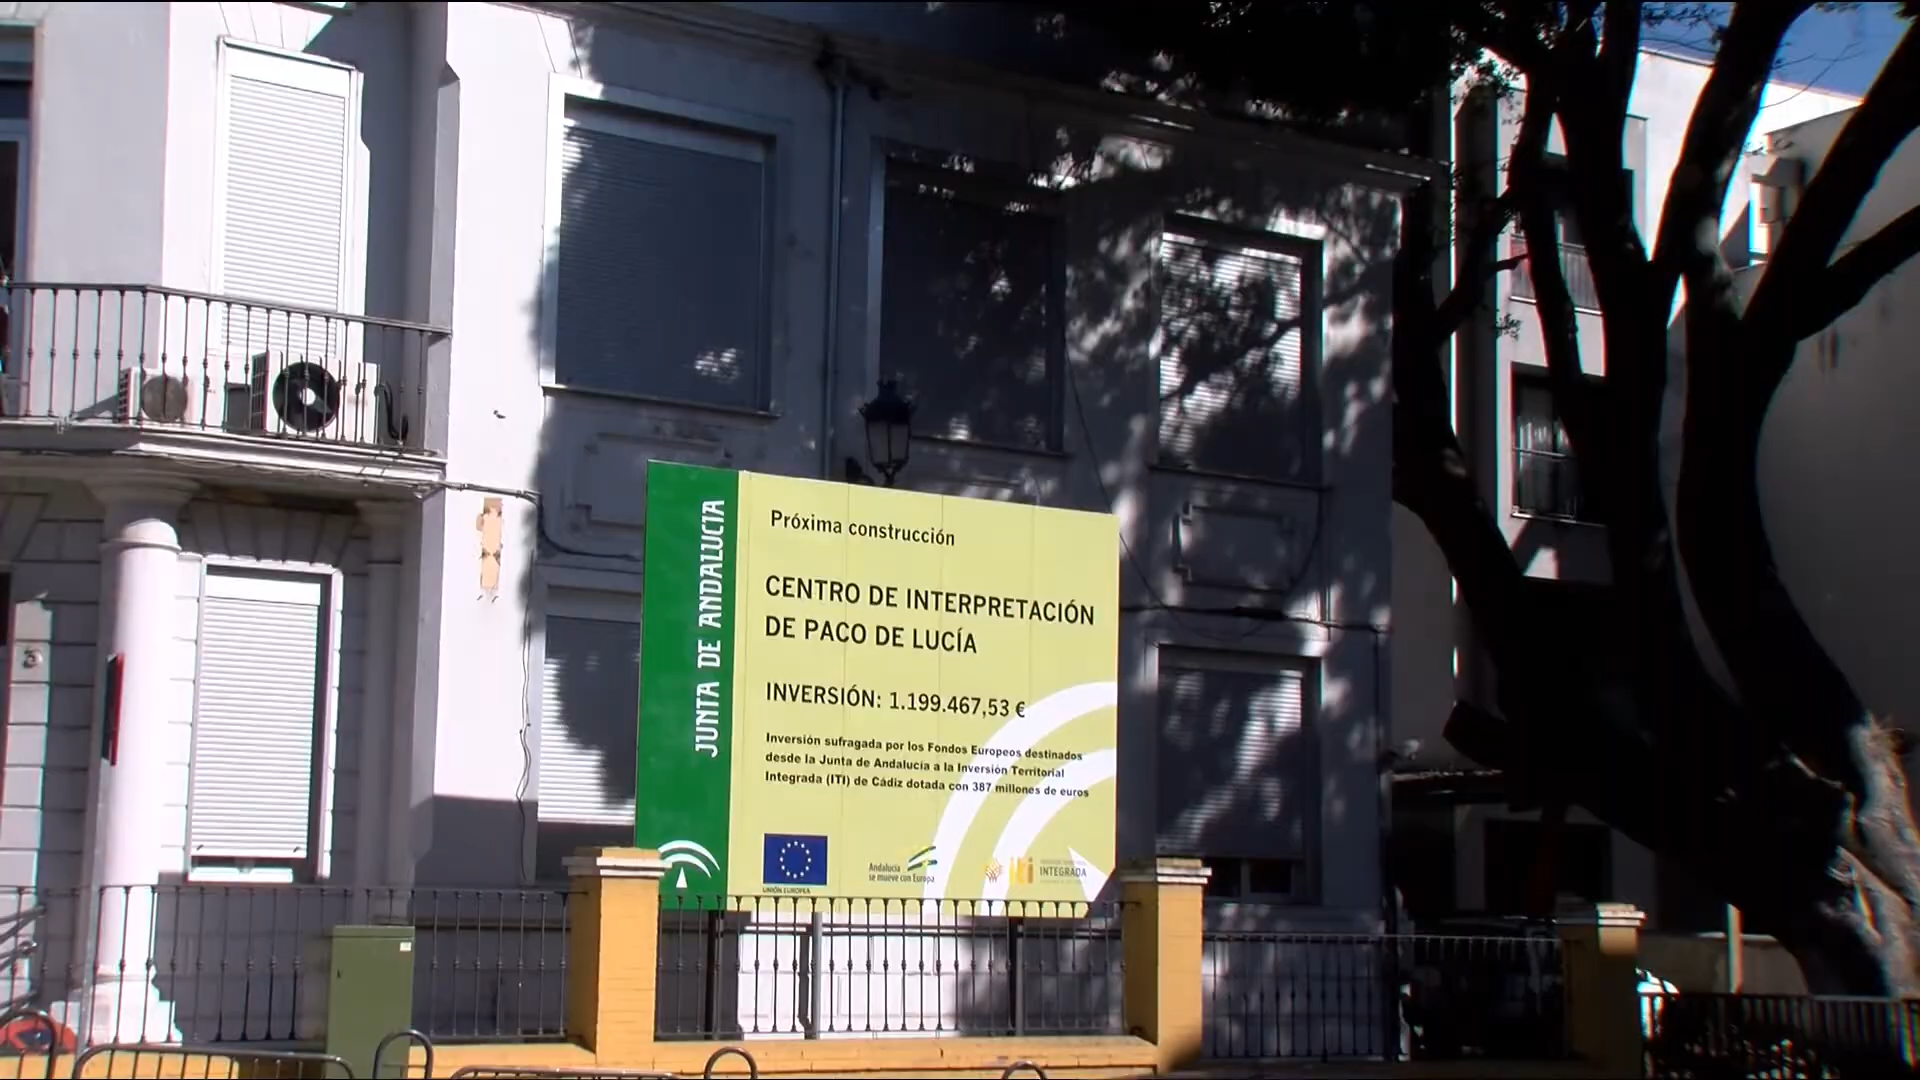 JUNTA DE ANDALUCIA
Próxima construcción
CENTRO DE INTERPRETACIÓN
DE PACO DE LUCÍA
INVERSIÓN: 1.199.467,53 €
Inversión sufragada por los Fondos Europeos destinados
desde la Junta de Andalucía a la Inversión Territorial
Integrada (ITI) de Cádiz dotada con 387 millones de euros
UNIÓN EUROPEA
Andalucía
se mueve con Europa
iti
INTEGRADA
3